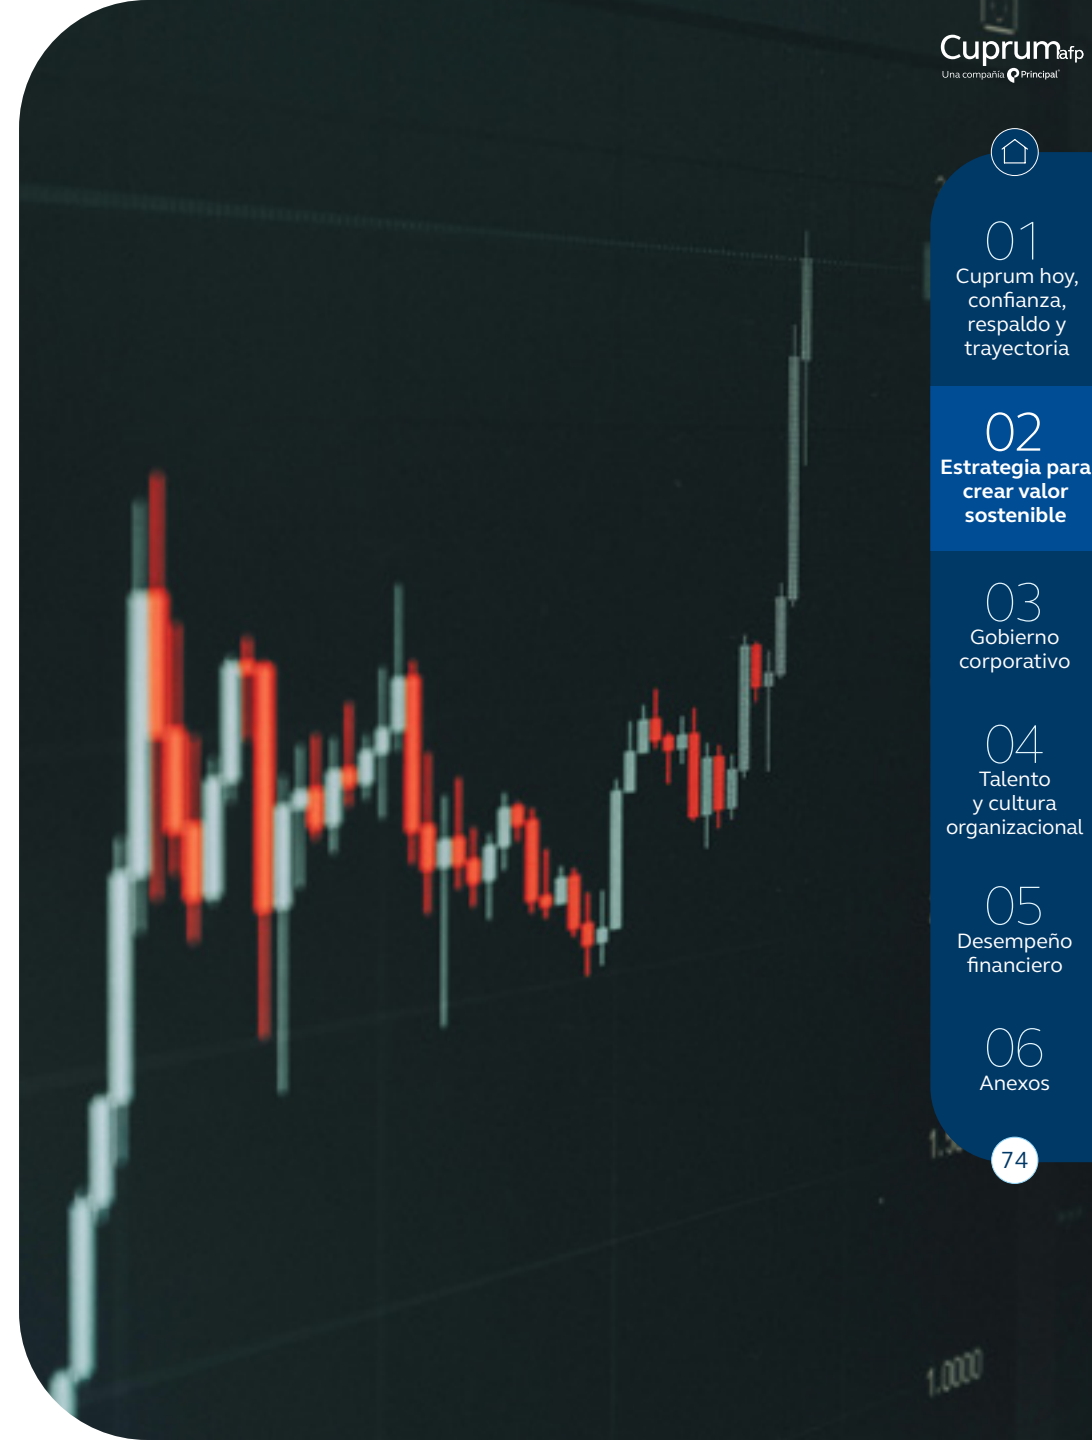 Cuprum afp
Una compañía Principal®
01
Cuprum hoy,
confianza,
respaldo y
trayectoria
02
Estrategia para
crear valor
sostenible
03
Gobierno
corporativo
04
Talento
y cultura
organizacional
05
Desempeño
financiero
06
Anexos
74
1.0000